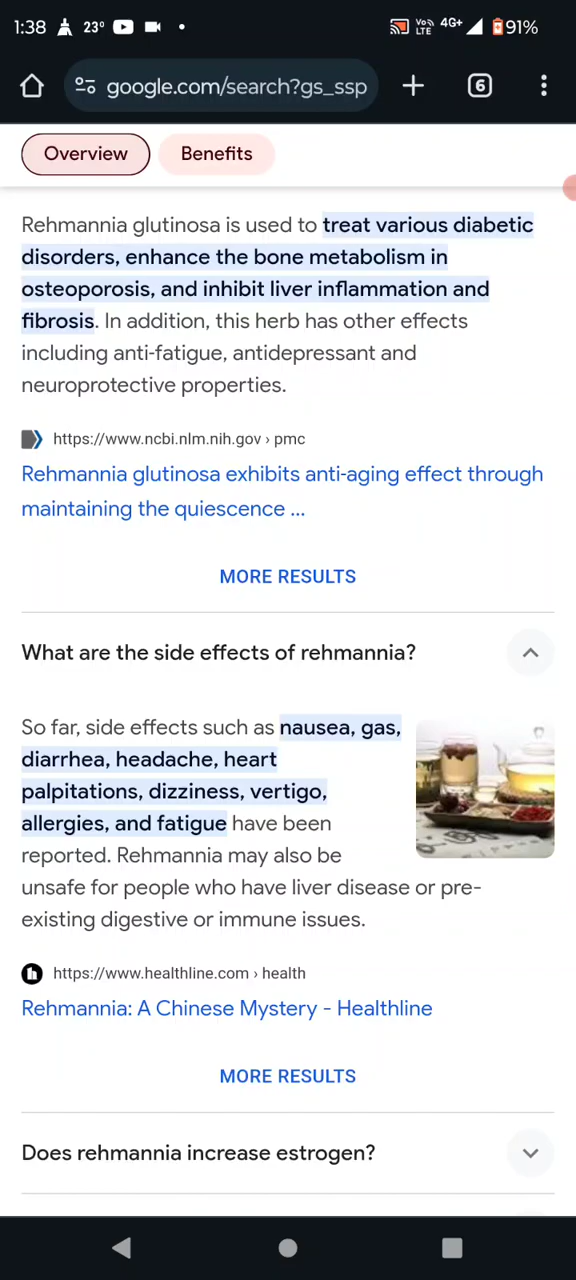 1:38 23° 4G+ 91%
Vo LTE
google.com/search?gs_ssp 6
Overview Benefits
Rehmannia glutinosa is used to treat various diabetic
disorders, enhance the bone metabolism in
osteoporosis, and inhibit liver inflammation and
fibrosis. In addition, this herb has other effects
including anti-fatigue, antidepressant and
neuroprotective properties.
https://www.ncbi.nlm.nih.gov › pmc
Rehmannia glutinosa exhibits anti-aging effect through
maintaining the quiescence ...
MORE RESULTS
What are the side effects of rehmannia?
So far, side effects such as nausea, gas,
diarrhea, headache, heart
palpitations, dizziness, vertigo,
allergies, and fatigue have been
reported. Rehmannia may also be
unsafe for people who have liver disease or pre-
existing digestive or immune issues.
h https://www.healthline.com › health
Rehmannia: A Chinese Mystery - Healthline
MORE RESULTS
Does rehmannia increase estrogen?